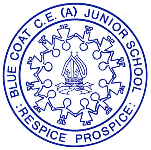 BLUE COAT C.E. (A) JUNIOR SCHOOL
: RESPICE PROSPICE :